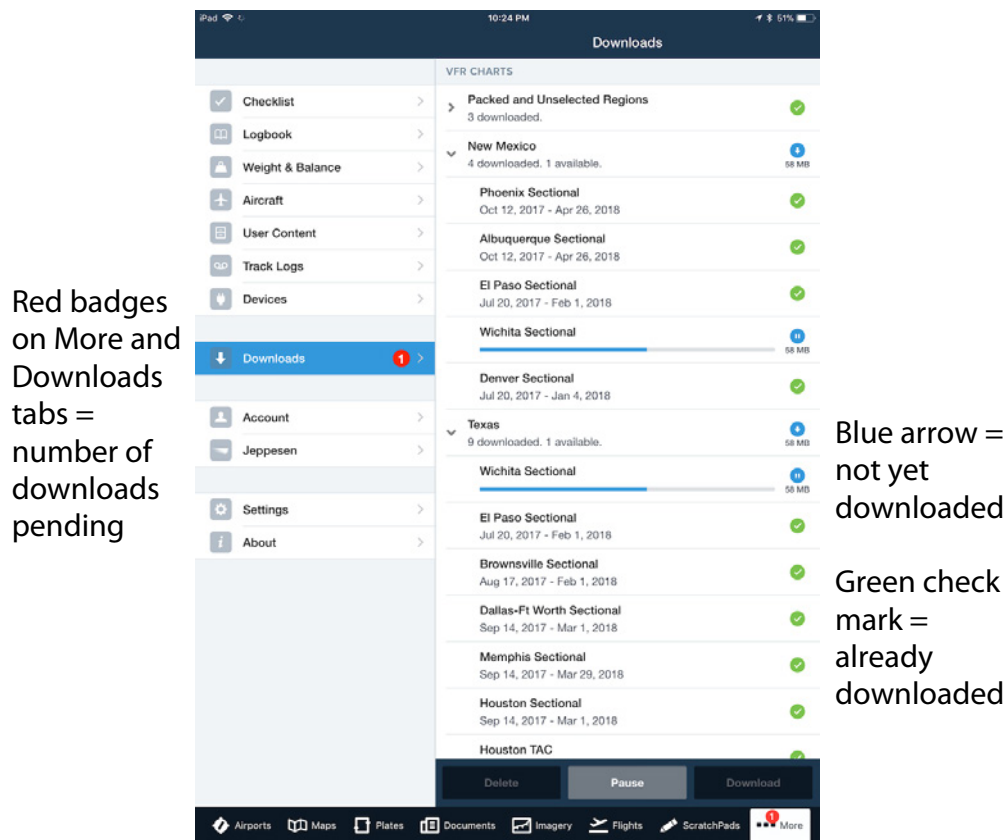 iPad
10:24 PM
51%
Downloads
VFR CHARTS
Checklist
Logbook
Weight & Balance
Aircraft
User Content
Track Logs
Devices
Downloads
1
Account
Jeppesen
Settings
About
Packed and Unselected Regions
3 downloaded.
New Mexico
4 downloaded. 1 available.
58 MB
Phoenix Sectional
Oct 12, 2017 - Apr 26, 2018
Albuquerque Sectional
Oct 12, 2017 - Apr 26, 2018
El Paso Sectional
Jul 20, 2017 - Feb 1, 2018
Wichita Sectional
58 MB
Denver Sectional
Jul 20, 2017 - Jan 4, 2018
Texas
9 downloaded. 1 available.
58 MB
Wichita Sectional
58 MB
El Paso Sectional
Jul 20, 2017 - Feb 1, 2018
Brownsville Sectional
Aug 17, 2017 - Feb 1, 2018
Dallas-Ft Worth Sectional
Sep 14, 2017 - Mar 1, 2018
Memphis Sectional
Sep 14, 2017 - Mar 29, 2018
Houston Sectional
Sep 14, 2017 - Mar 1, 2018
Houston TAC
Delete Pause Download
Airports Maps Plates Documents Imagery Flights ScratchPads 1 More
Red badges
on More and
Downloads
tabs =
number of
downloads
pending
Blue arrow =
not yet
downloaded
Green check
mark =
already
downloaded